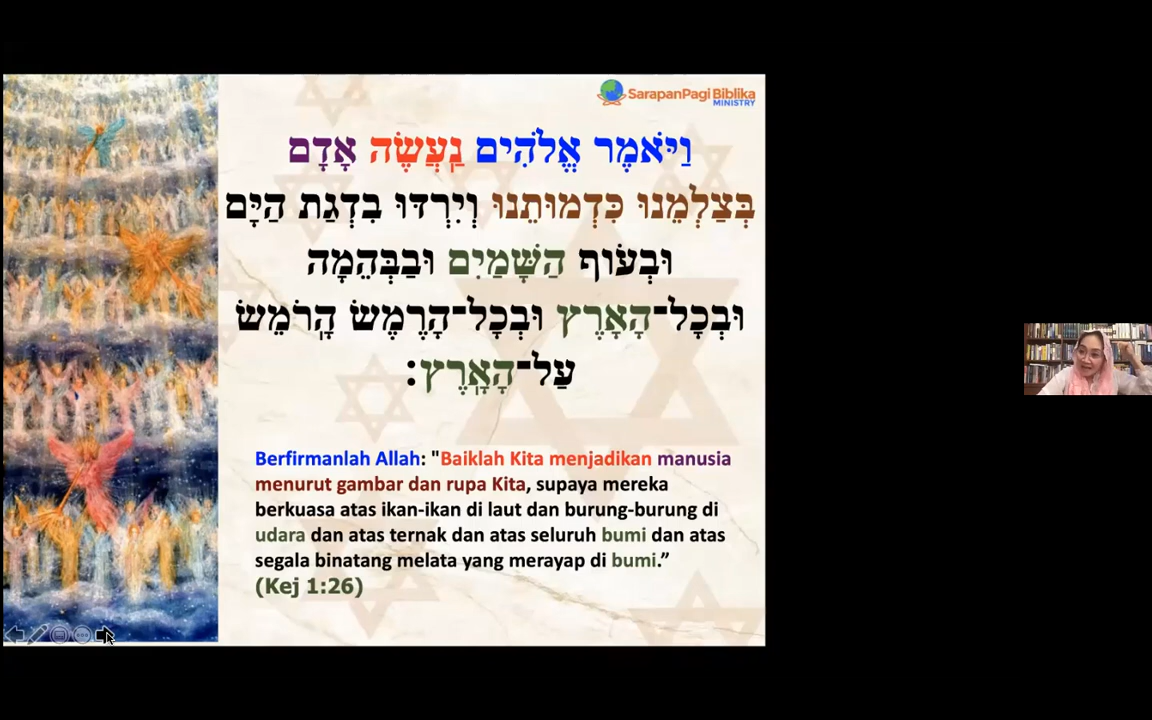 SarapanPagi Biblika
MINISTRY
וַיֹּאמֶר אֱלֹהִים נַעֲשֶׂה אָדָם
בְּצַלְמֵנוּ כִּדְמוּתֵנוּ וְיִרְדּוּ בִדְגַת הַיָּם
וּבְעוֹף הַשָּׁמַיִם וּבַבְּהֵמָה
וּבְכָל־הָאָרֶץ וּבְכָל־הָרֶמֶשׂ הָרֹמֵשׂ
עַל־הָאָרֶץ׃
Berfirmanlah Allah: "Baiklah Kita menjadikan manusia
menurut gambar dan rupa Kita, supaya mereka
berkuasa atas ikan-ikan di laut dan burung-burung di
udara dan atas ternak dan atas seluruh bumi dan atas
segala binatang melata yang merayap di bumi.”
(Kej 1:26)